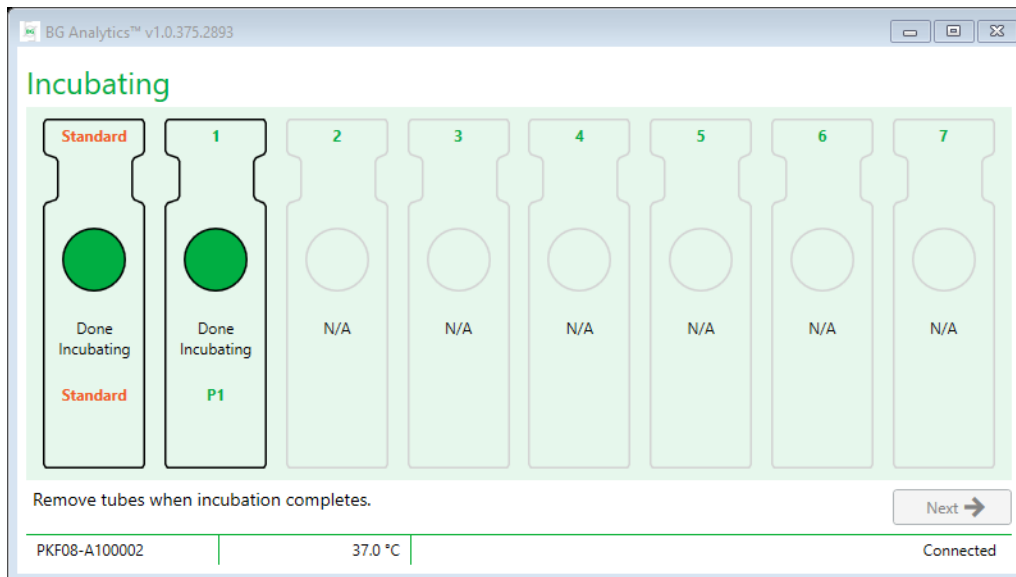 BG Analytics™ v1.0.375.2893
Incubating
Standard 1 2 3 4 5 6 7
Done Done N/A N/A N/A N/A N/A N/A
Incubating Incubating
Standard P1
Remove tubes when incubation completes.
Next
PKF08-A100002 37.0 °C Connected